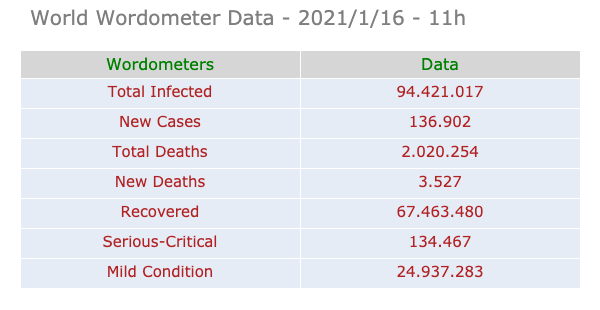 World Wordometer Data - 2021/1/16 - 11h
Wordometers Data
Total Infected 94.421.017
New Cases 136.902
Total Deaths 2.020.254
New Deaths 3.527
Recovered 67.463.480
Serious-Critical 134.467
Mild Condition 24.937.283